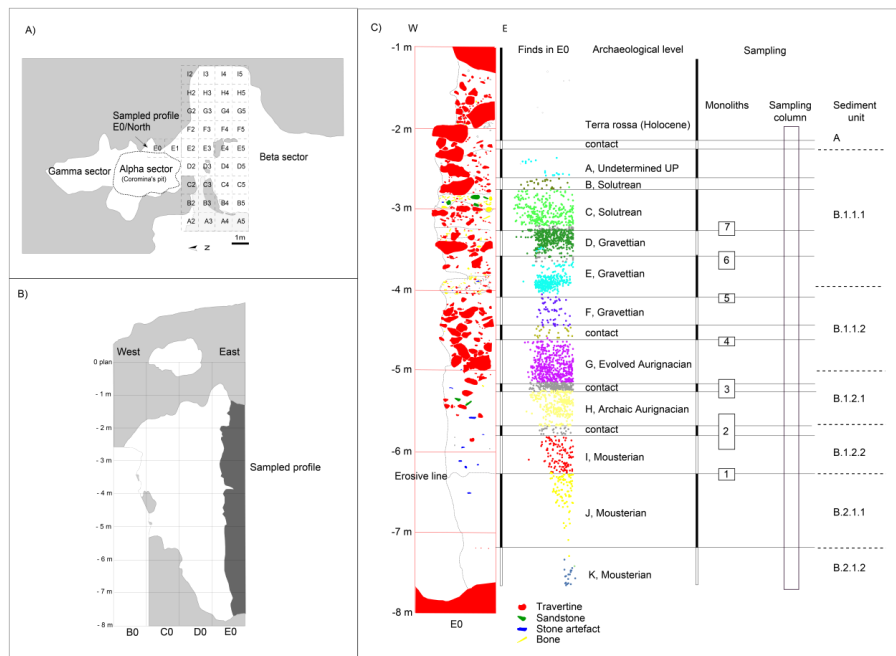 A)
I2 I3 I4 I5
H2 H3 H4 H5
G2 G3 G4 G5
F2 F3 F4 F5
E0 E1 E2 E3 E4 E5
D2 D3 D4 D5
C2 C3 C4 C5
B2 B3 B4 B5
A2 A3 A4 A5
Sampled profile
E0/North
Gamma sector
Alpha sector
(Coromina's pit)
Beta sector
N
1m
B)
West East
0 plan
- 1 m
- 2 m
- 3 m
-4 m
-5 m
- 6 m
- 7 m
- 8 m
Sampled profile
B0 C0 D0 E0
C)
W E
Finds in E0 Archaeological level Sampling
Monoliths Sampling column Sediment unit
-1 m
-2 m
-3 m
-4 m
-5 m
-6 m
-7 m
-8 m
Erosive line
E0
Terra rossa (Holocene)
contact
A, Undetermined UP
B, Solutrean
C, Solutrean
D, Gravettian
E, Gravettian
F, Gravettian
contact
G, Evolved Aurignacian
contact
H, Archaic Aurignacian
contact
I, Mousterian
J, Mousterian
K, Mousterian
7
6
5
4
3
2
1
A
B.1.1.1
B.1.1.2
B.1.2.1
B.1.2.2
B.2.1.1
B.2.1.2
Travertine
Sandstone
Stone artefact
Bone